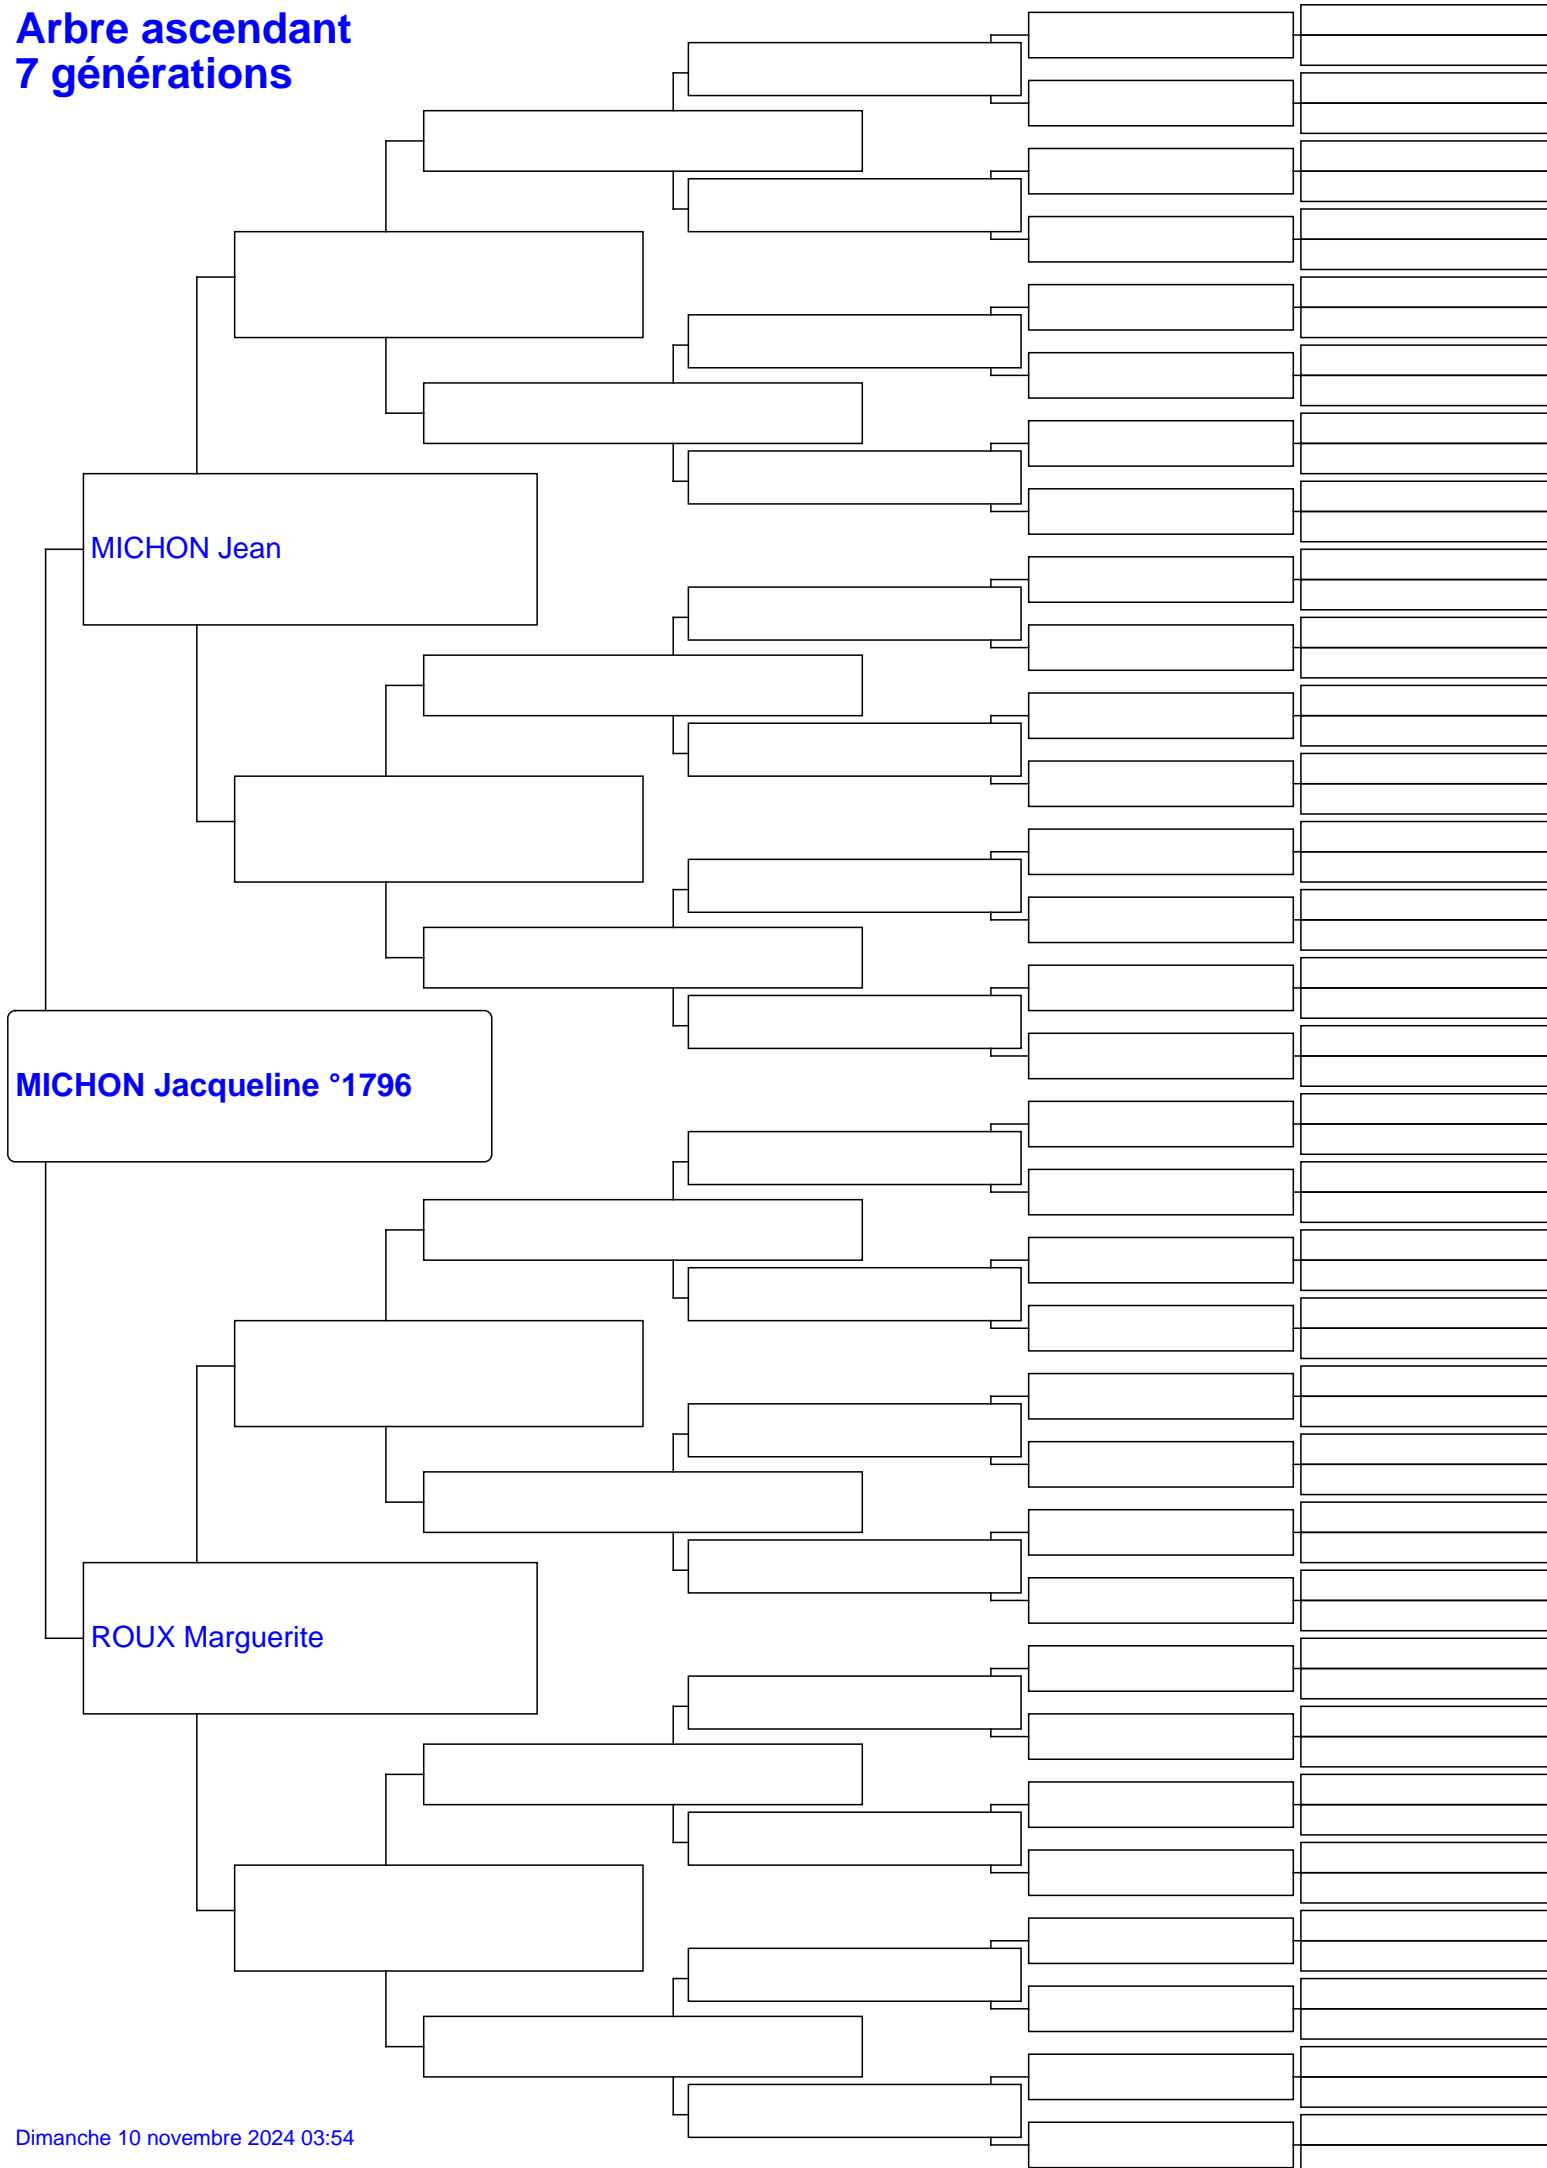 Arbre ascendant
7 générations
MICHON Jean
MICHON Jacqueline °1796
ROUX Marguerite
Dimanche 10 novembre 2024 03:54